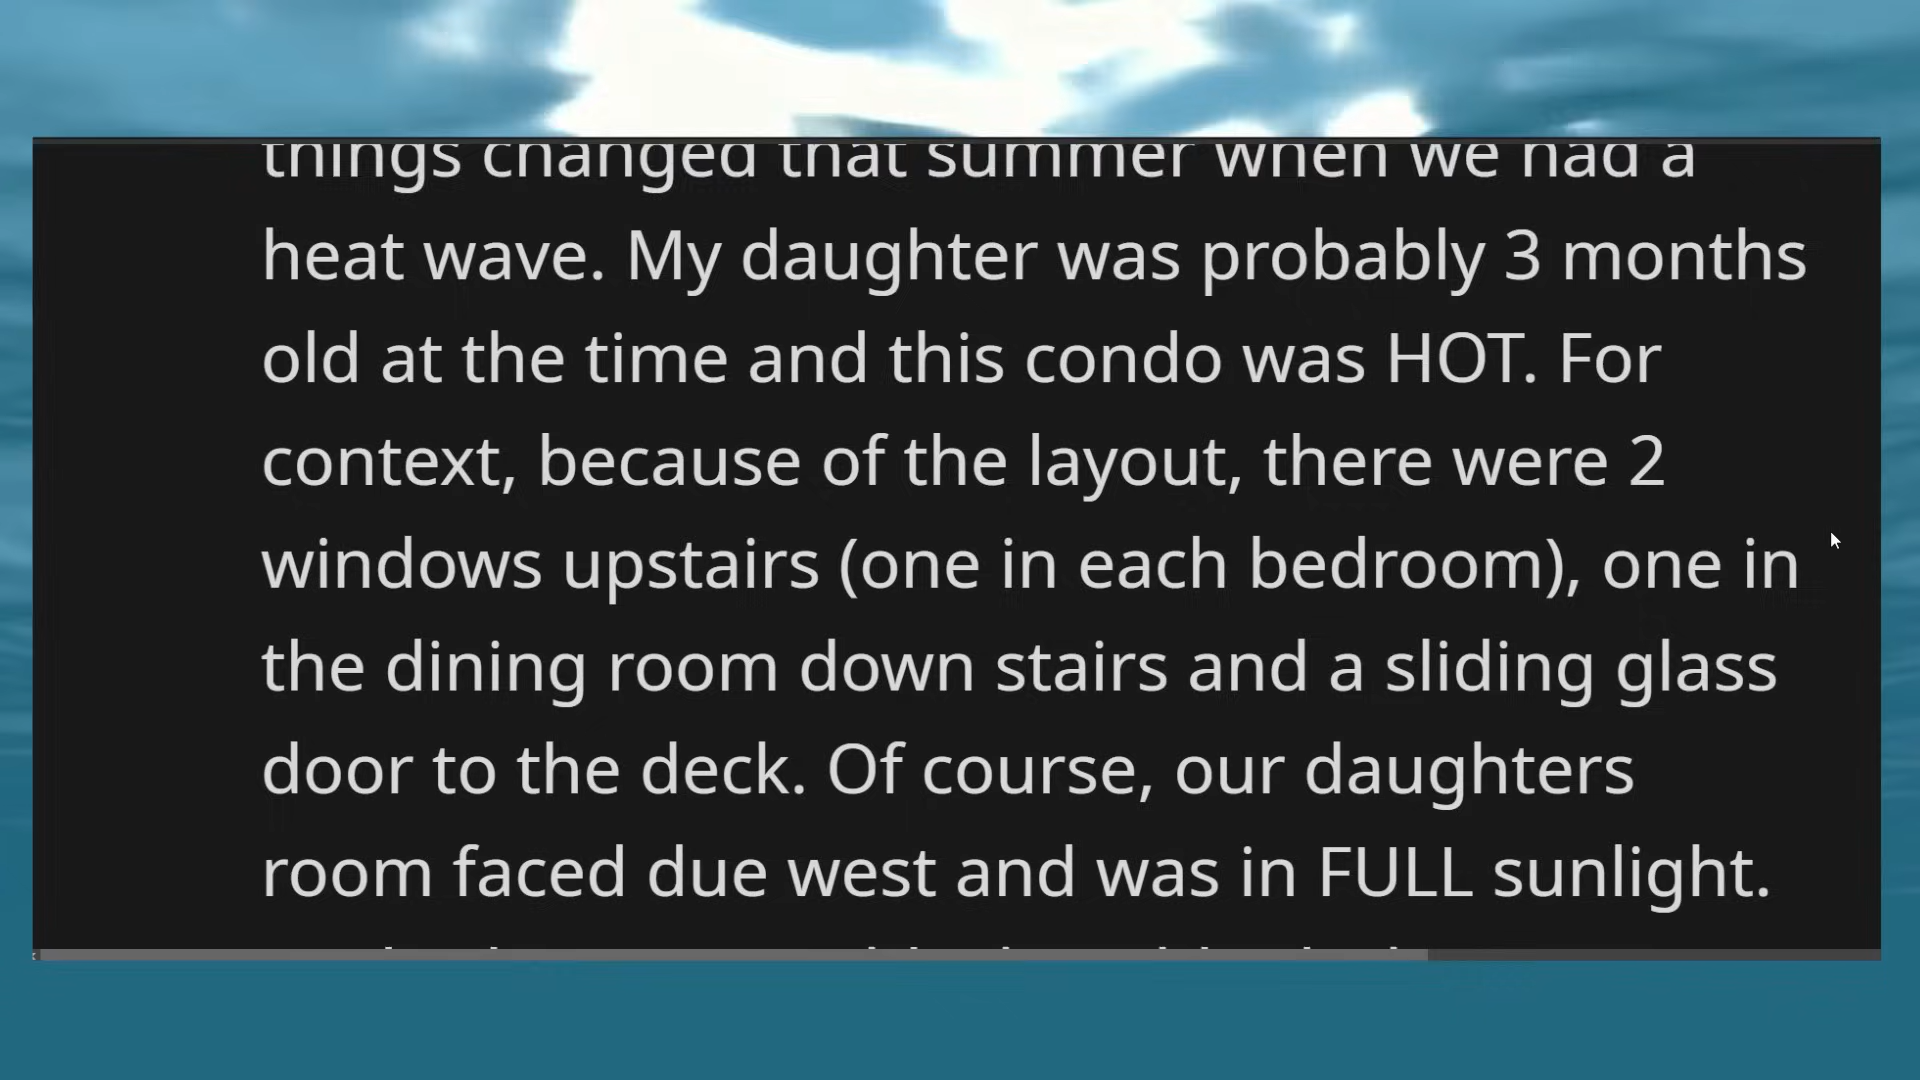 things changed that summer when we had a
heat wave. My daughter was probably 3 months
old at the time and this condo was HOT. For
context, because of the layout, there were 2
windows upstairs (one in each bedroom), one in
the dining room down stairs and a sliding glass
door to the deck. Of course, our daughters
room faced due west and was in FULL sunlight.